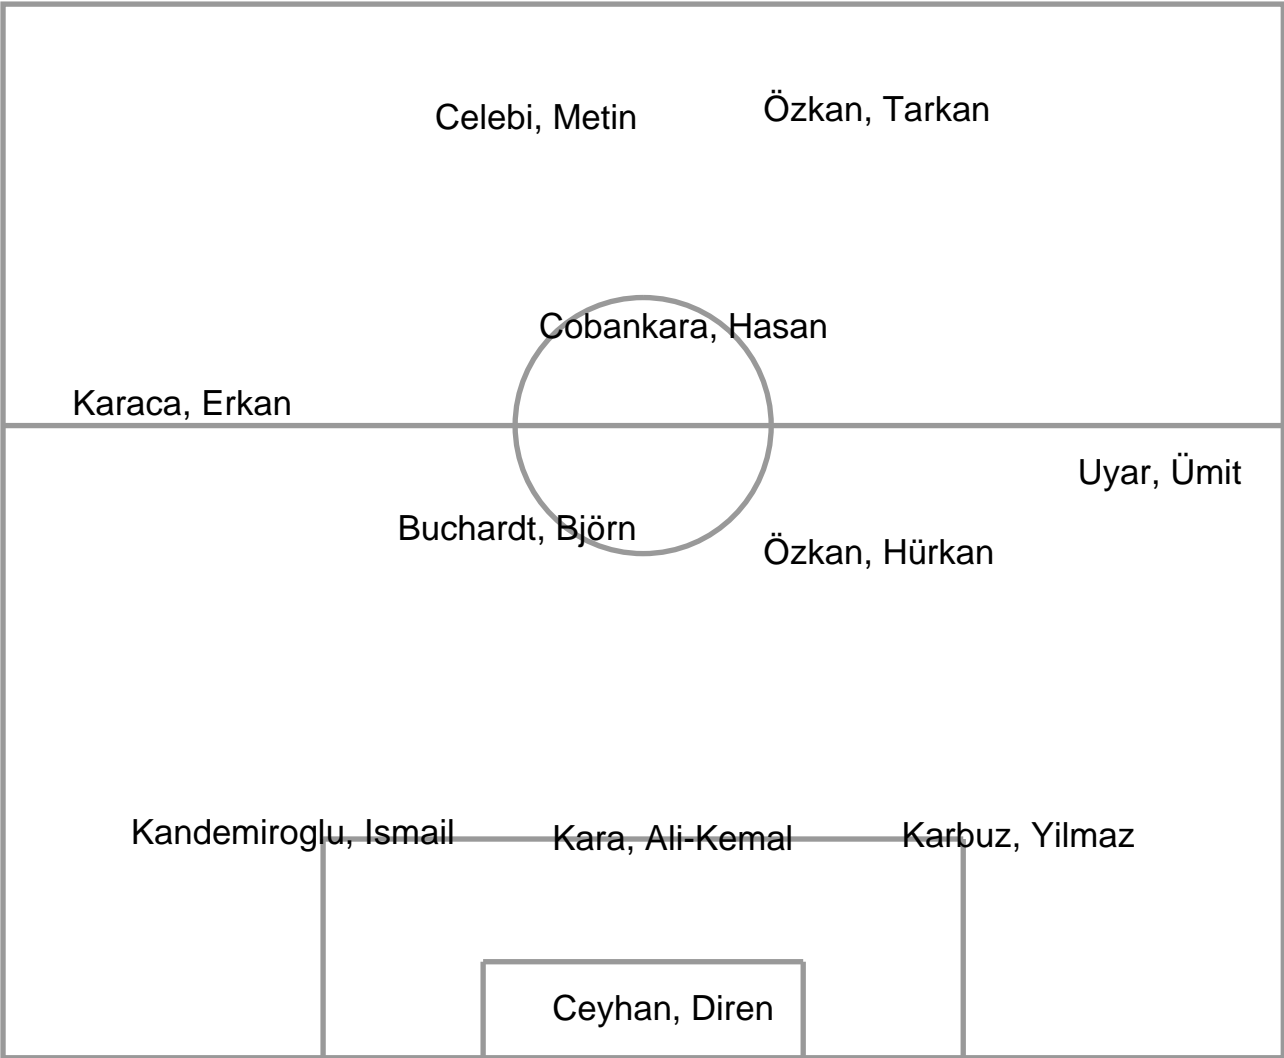 Celebi, Metin
Özkan, Tarkan
Cobankara, Hasan
Karaca, Erkan
Uyar, Ümit
Buchardt, Björn
Özkan, Hürkan
Kandemiroglu, Ismail
Kara, Ali-Kemal
Karbuz, Yilmaz
Ceyhan, Diren